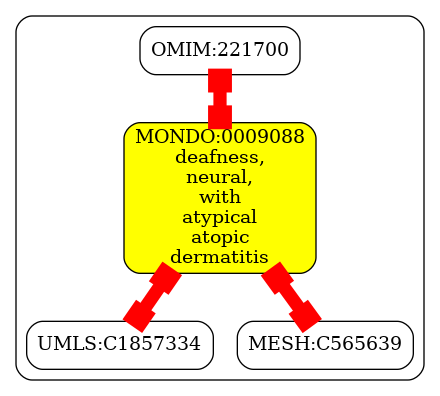 OMIM:221700
MONDO:0009088
deafness,
neural,
with
atypical
atopic
dermatitis
UMLS:C1857334
MESH:C565639